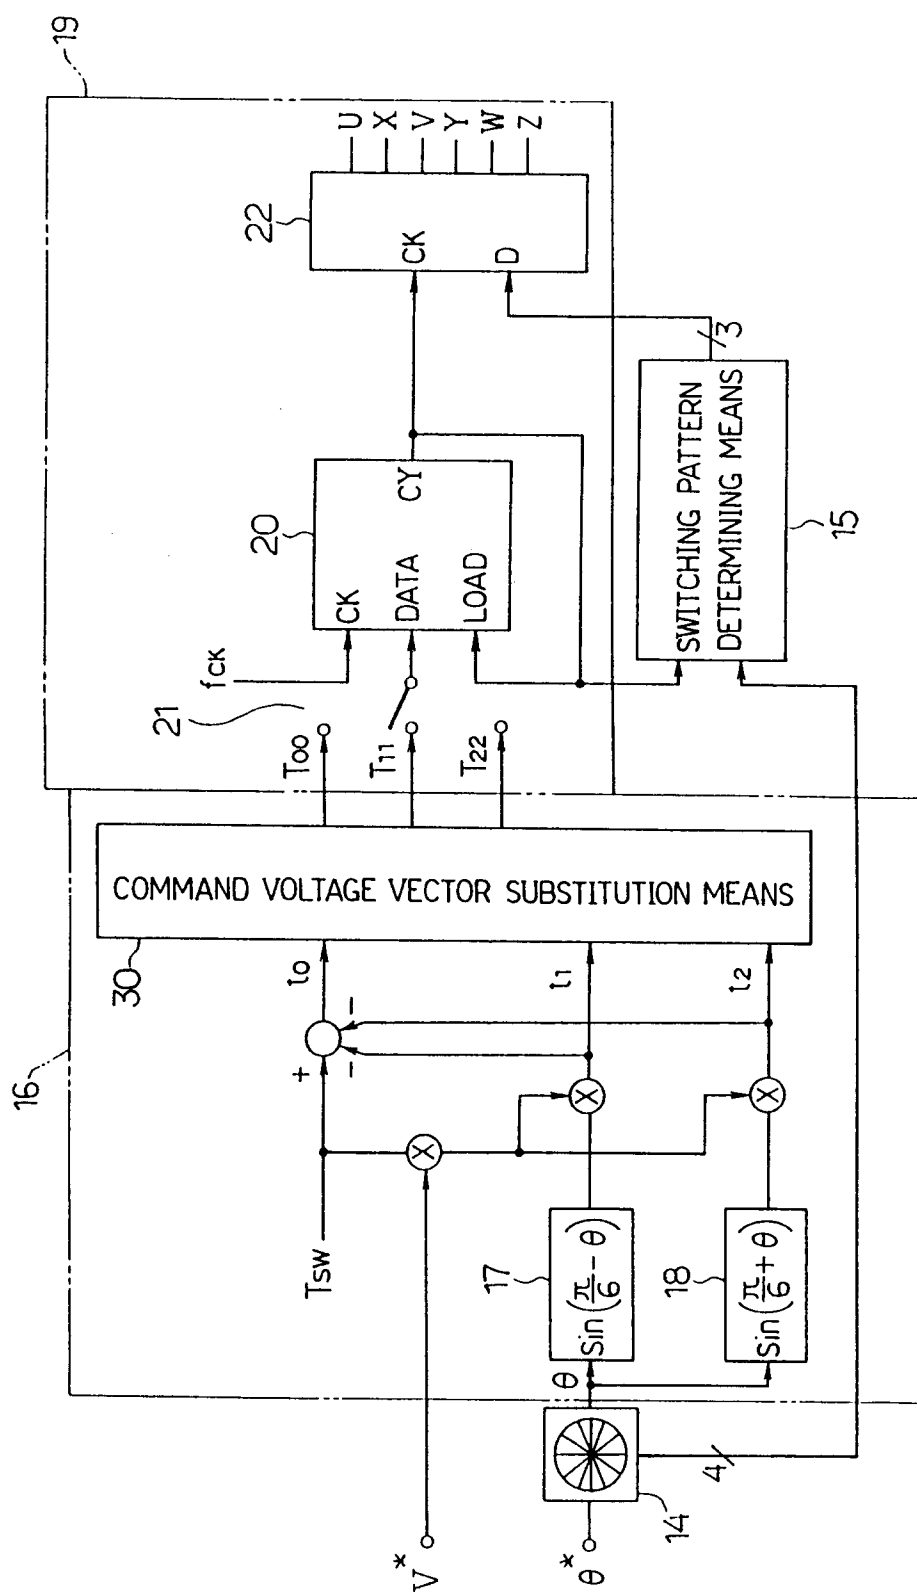 19
16
U
X
V
Y
W
Z
22
CK
D
20
CK
DATA
LOAD
CY
fCK
21
T00
T11
T22
3
SWITCHING PATTERN
DETERMINING MEANS
15
COMMAND VOLTAGE VECTOR SUBSTITUTION MEANS
30
t0
t1
t2
+
-
-
X
X
X
TSW
17
Sin(π/6 - θ)
18
Sin(π/6 + θ)
θ
4
14
V*
θ*